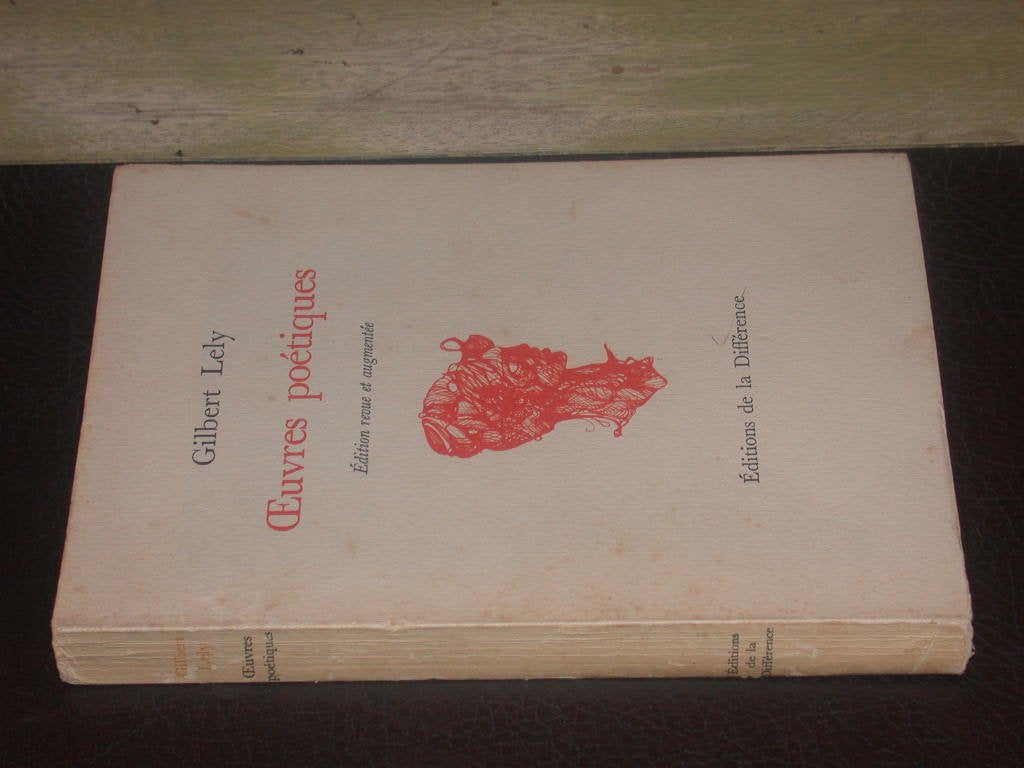 Gilbert Lely
Œuvres poétiques
Édition revue et augmentée
Éditions de la Différence
Gilbert
Lely
Œuvres
poétiques
Éditions
de la
Différence